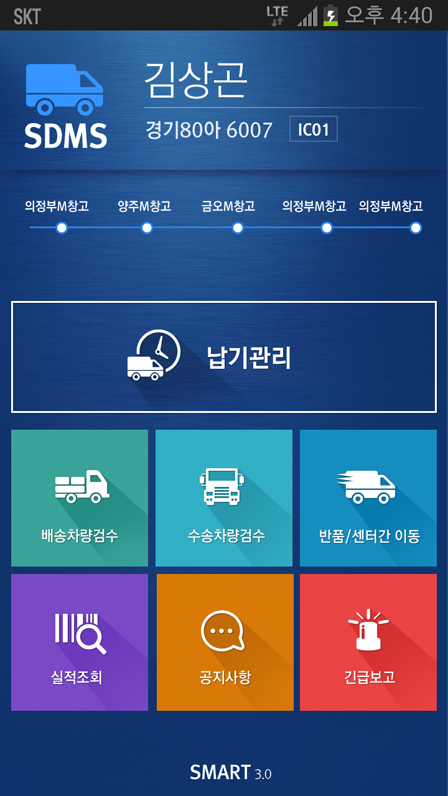 SKT LTE 오후 4:40
김상곤
SDMS
경기80아 6007 IC01
의정부M창고 양주M창고 금오M창고 의정부M창고 의정부M창고
납기관리
배송차량검수 수송차량검수 반품/센터간 이동
실적조회 공지사항 긴급보고
SMART 3.0